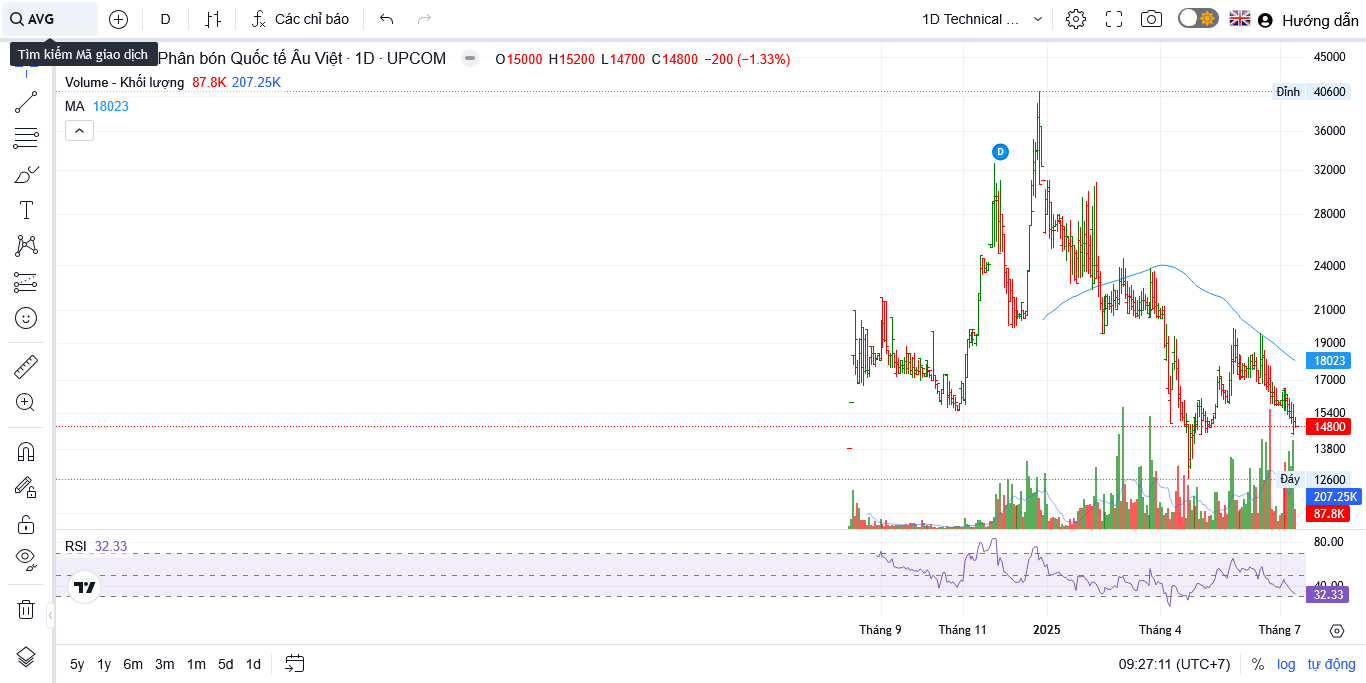 AVG D Các chỉ báo 1D Technical ... Hướng dẫn
Tìm kiếm Mã giao dịch
Phân bón Quốc tế Âu Việt · 1D · UPCOM O15000 H15200 L14700 C14800 −200 (−1.33%)
Volume - Khối lượng 87.8K 207.25K
MA 18023
D
45000
Đỉnh 40600
36000
32000
28000
24000
21000
19000
18023
17000
15400
14800
13800
Đáy 12600
207.25K
87.8K
RSI 32.33
80.00
40.00
32.33
Tháng 9 Tháng 11 2025 Tháng 4 Tháng 7
5y 1y 6m 3m 1m 5d 1d 09:27:11 (UTC+7) % log tự động